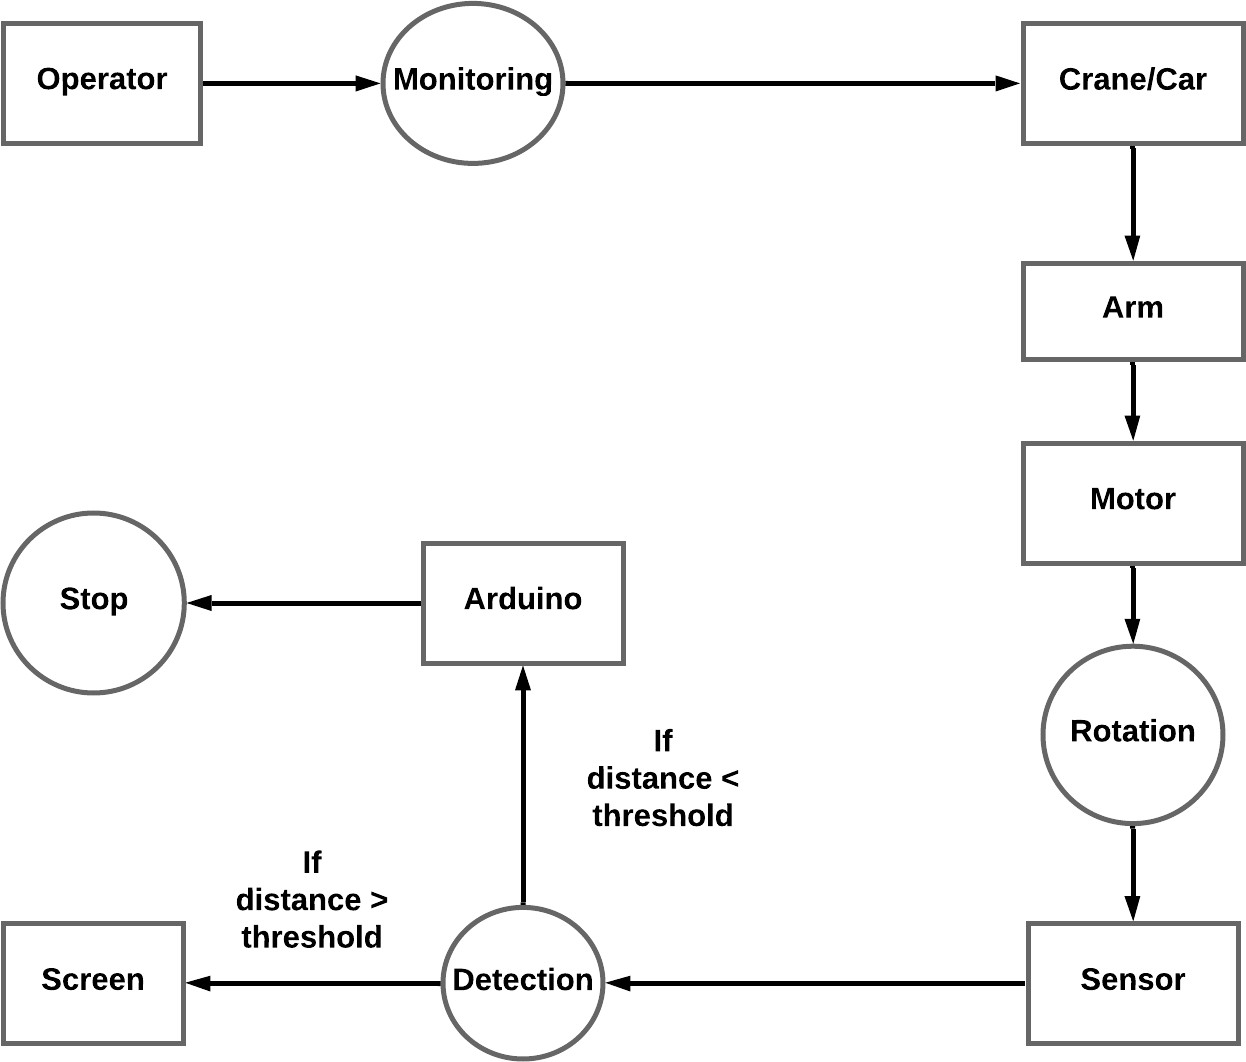 Operator
Monitoring
Crane/Car
Arm
Motor
Stop
Arduino
Rotation
If
distance <
threshold
If
distance >
threshold
Screen
Detection
Sensor